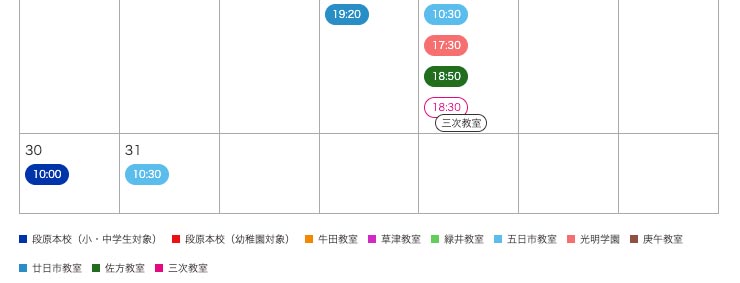 19:20
10:30
17:30
18:50
18:30
三次教室
30
31
10:00
10:30
段原本校（小・中学生対象）
段原本校（幼稚園対象）
牛田教室
草津教室
緑井教室
五日市教室
光明学園
庚午教室
廿日市教室
佐方教室
三次教室